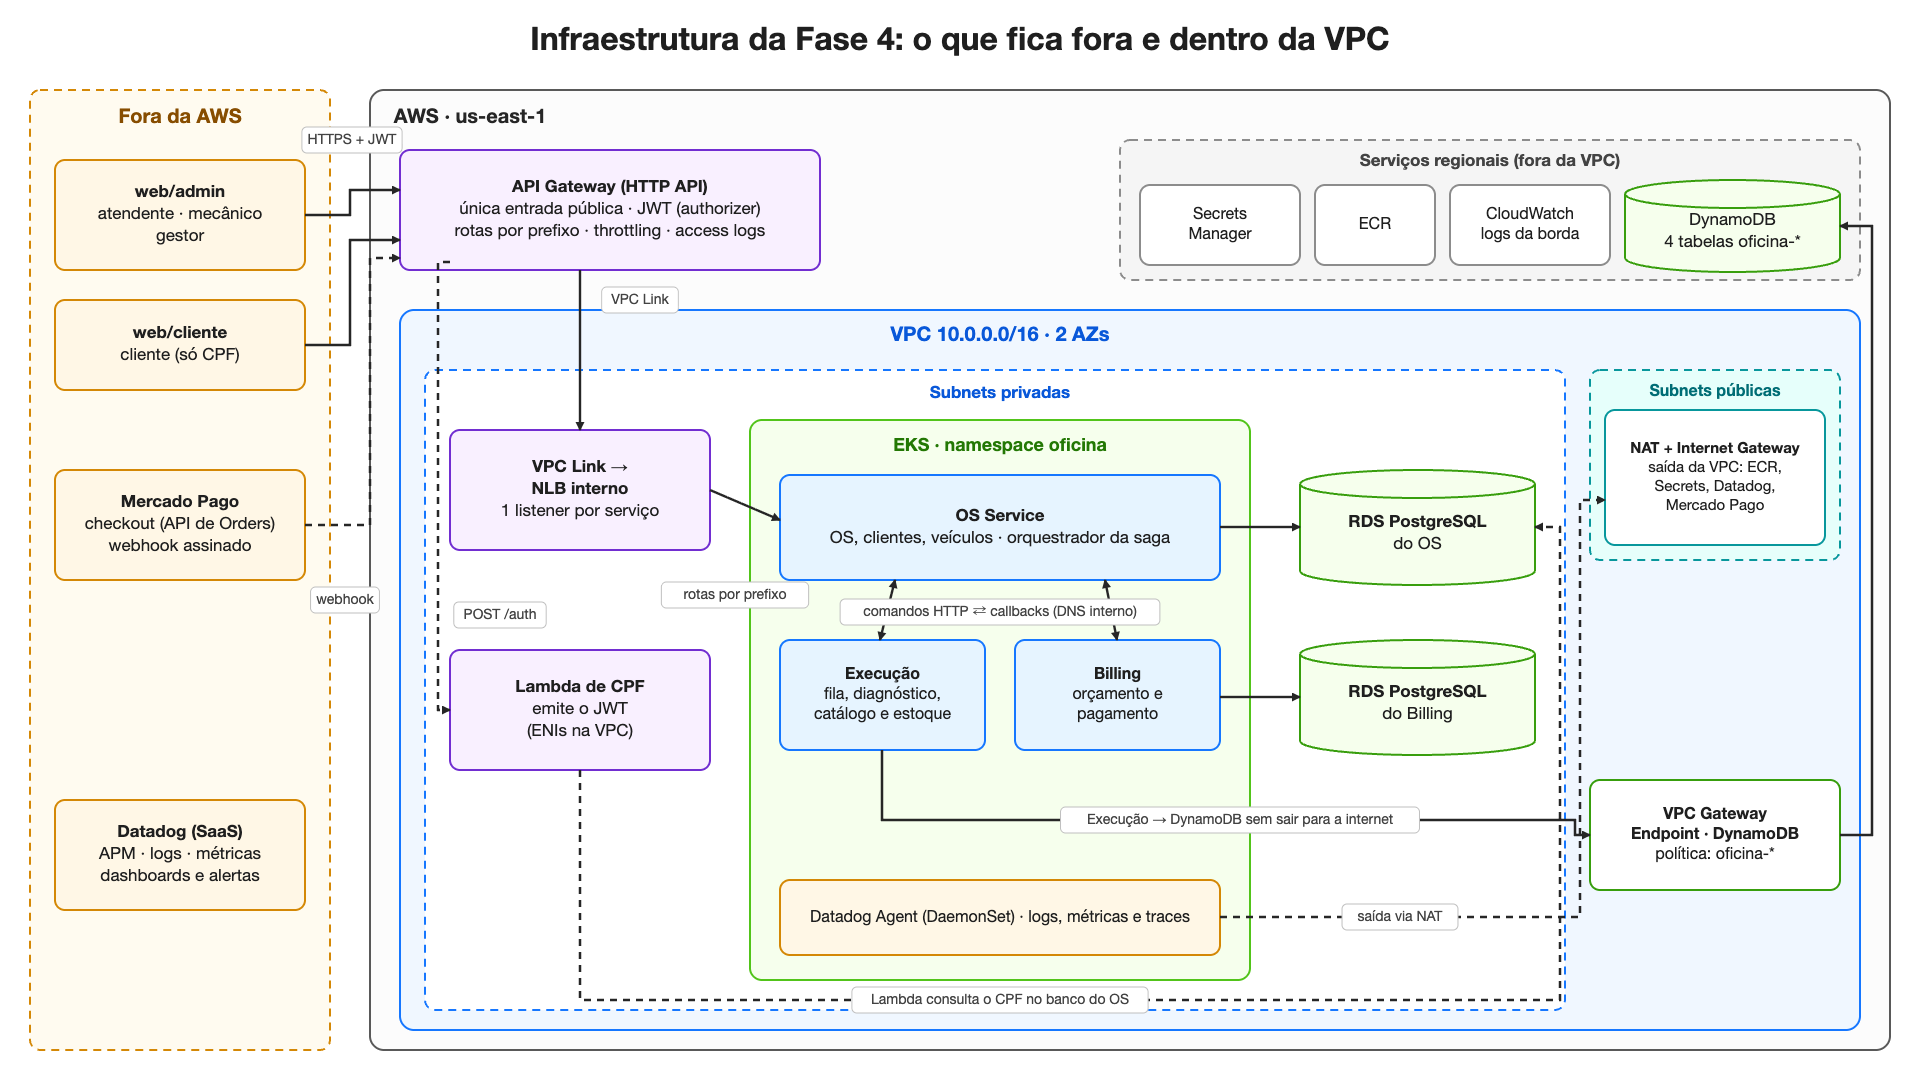 Infraestrutura da Fase 4: o que fica fora e dentro da VPC
Fora da AWS
HTTPS + JWT
web/admin
atendente · mecânico
gestor
web/cliente
cliente (só CPF)
Mercado Pago
checkout (API de Orders)
webhook assinado
webhook
Datadog (SaaS)
APM · logs · métricas
dashboards e alertas
AWS · us-east-1
API Gateway (HTTP API)
única entrada pública · JWT (authorizer)
rotas por prefixo · throttling · access logs
VPC Link
Serviços regionais (fora da VPC)
Secrets
Manager
ECR
CloudWatch
logs da borda
DynamoDB
4 tabelas oficina-*
VPC 10.0.0.0/16 · 2 AZs
Subnets privadas
VPC Link →
NLB interno
1 listener por serviço
rotas por prefixo
POST /auth
Lambda de CPF
emite o JWT
(ENIs na VPC)
EKS · namespace oficina
OS Service
OS, clientes, veículos · orquestrador da saga
comandos HTTP ⇄ callbacks (DNS interno)
Execução
fila, diagnóstico,
catálogo e estoque
Billing
orçamento e
pagamento
RDS PostgreSQL
do OS
RDS PostgreSQL
do Billing
Execução → DynamoDB sem sair para a internet
Datadog Agent (DaemonSet) · logs, métricas e traces
saída via NAT
Lambda consulta o CPF no banco do OS
Subnets públicas
NAT + Internet Gateway
saída da VPC: ECR,
Secrets, Datadog,
Mercado Pago
VPC Gateway
Endpoint · DynamoDB
política: oficina-*